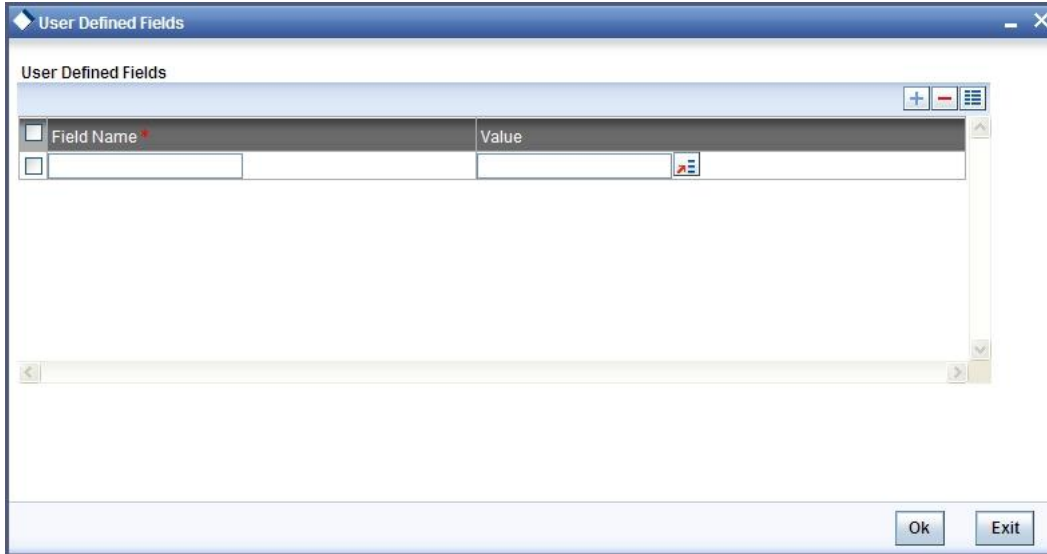 User Defined Fields
User Defined Fields
Field Name * Value
Ok Exit